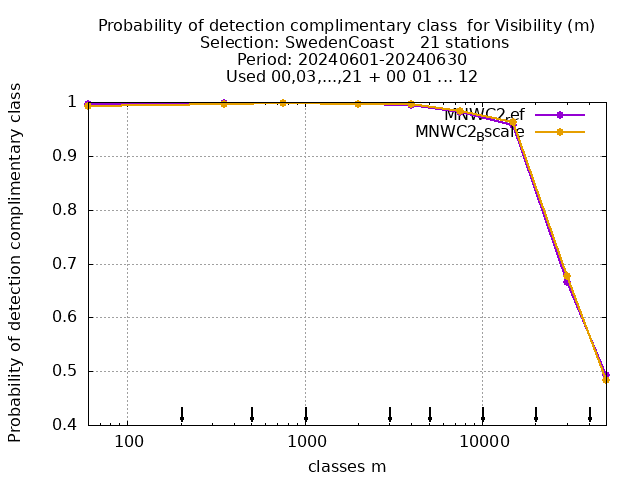 Probability of detection complimentary class  for Visibility (m)
Selection: SwedenCoast     21 stations
Period: 20240601-20240630
Used 00,03,...,21 + 00 01 ... 12
Probability of detection complimentary class
1
0.9
0.8
0.7
0.6
0.5
0.4
MNWC2_ref
MNWC2_Bscale
100
1000
10000
classes m